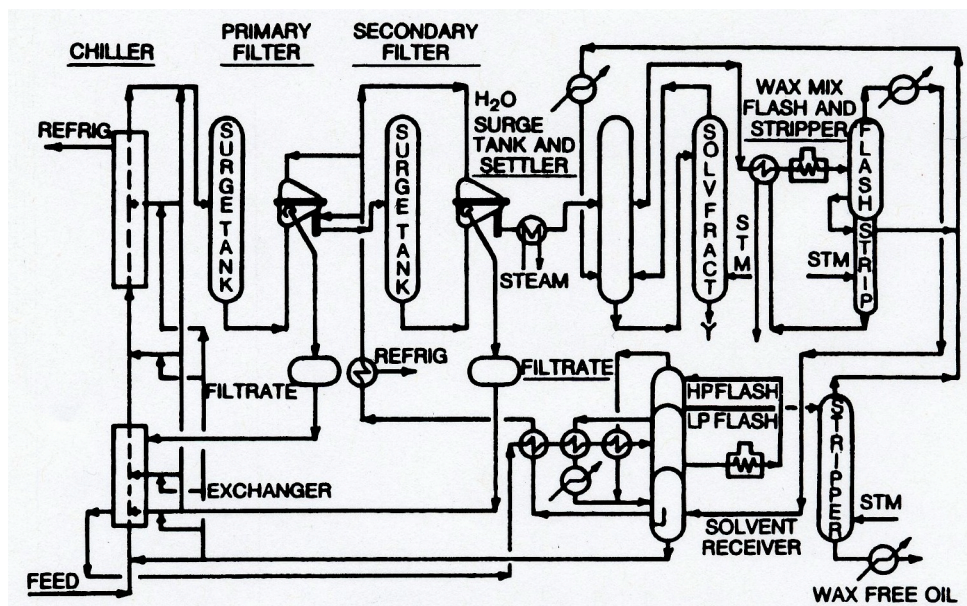 PRIMARY
FILTER
SECONDARY
FILTER
CHILLER
REFRIG
SURGE TANK
SURGE TANK
H₂O
SURGE
TANK AND
SETTLER
SOLV FRACT
WAX MIX
FLASH AND
STRIPPER
FLASH
STRIP
STM
STM
STEAM
REFRIG
FILTRATE
FILTRATE
HP FLASH
LP FLASH
STRIPPER
EXCHANGER
STM
SOLVENT
RECEIVER
FEED
WAX FREE OIL